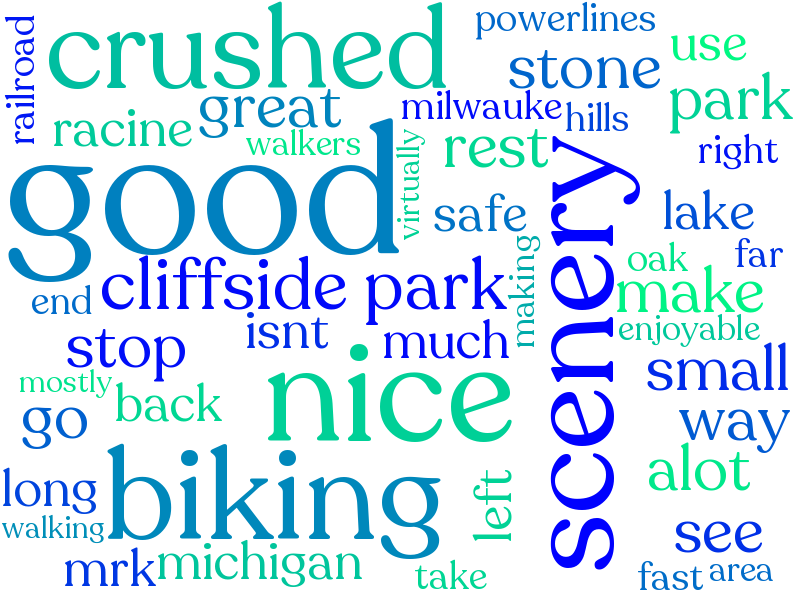 railroad
crushed
powerlines
use
stone
park
great
racine
milwauke
hills
walkers
virtually
rest
right
good
scenery
safe
lake
far
oak
cliffside park
make
end
isnt
making
enjoyable
stop
much
nice
small
mostly
back
go
way
biking
alot
long
left
see
walking
mrk
michigan
take
fast
area